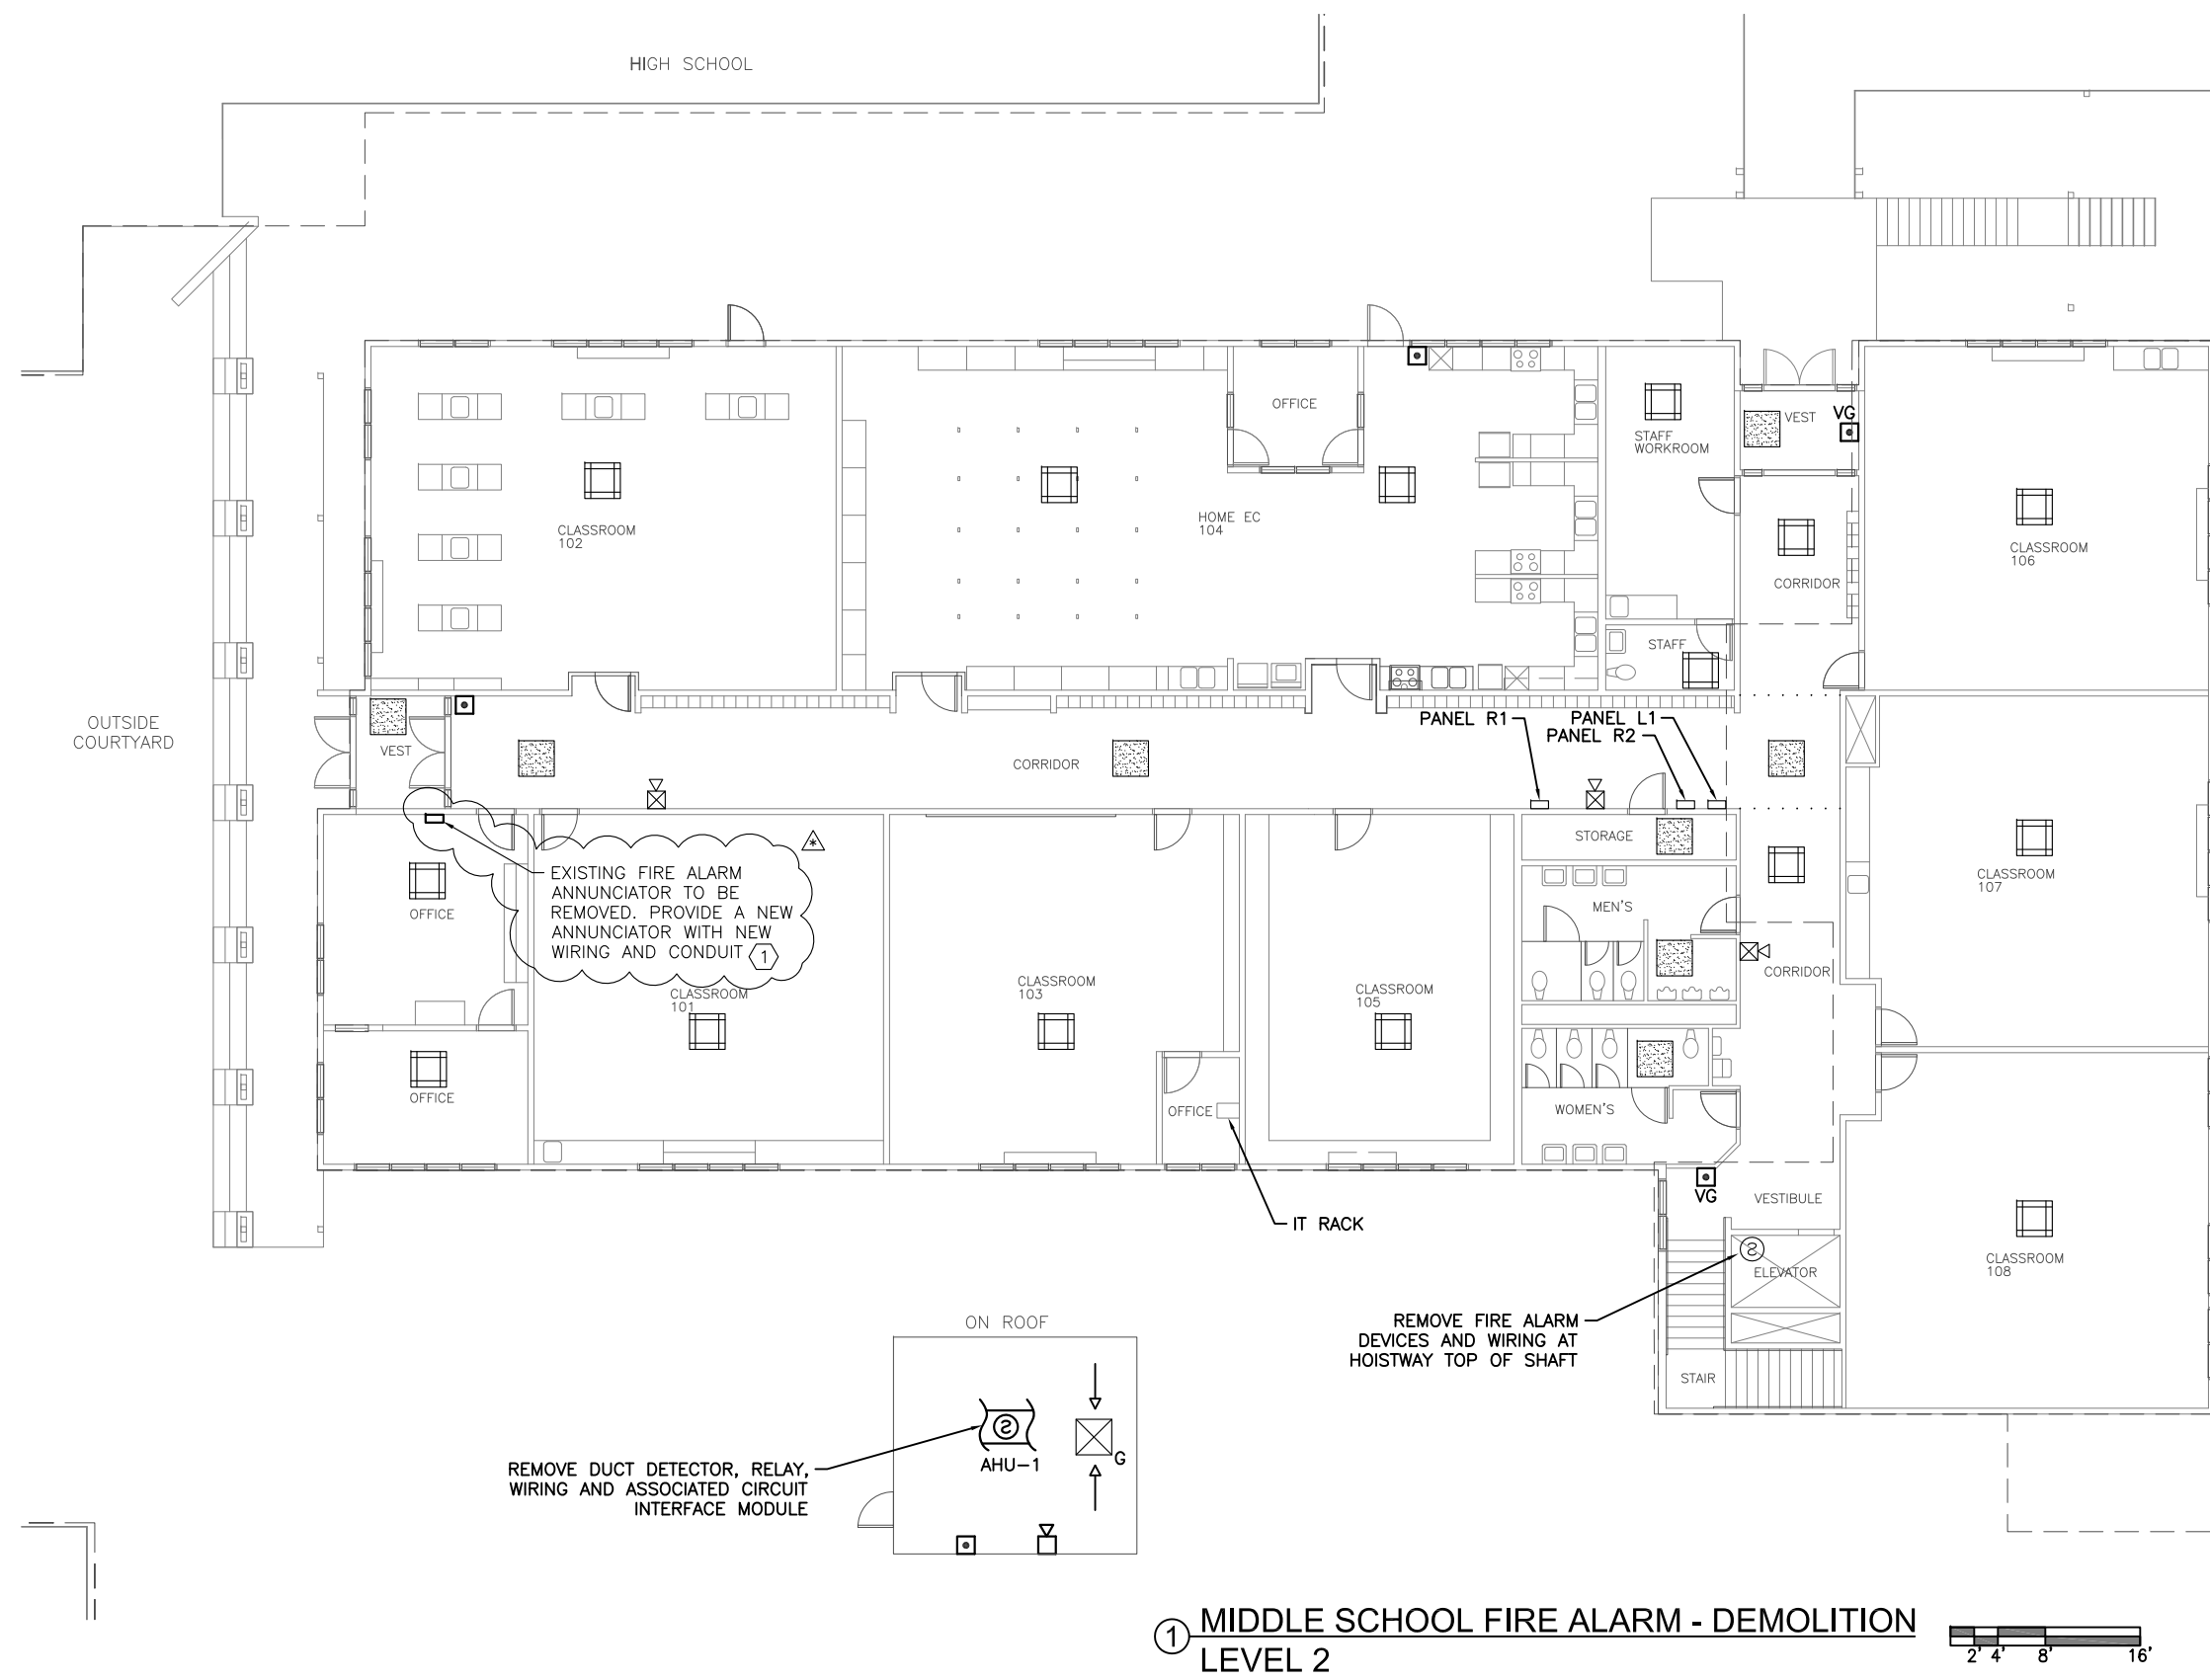 HIGH SCHOOL
OFFICE
STAFF
WORKROOM
VEST
VG
CLASSROOM
102
HOME EC
104
CLASSROOM
106
CORRIDOR
STAFF
OUTSIDE
COURTYARD
VEST
CORRIDOR
PANEL R1
PANEL L1
PANEL R2
STORAGE
EXISTING FIRE ALARM
ANNUNCIATOR TO BE
REMOVED. PROVIDE A NEW
ANNUNCIATOR WITH NEW
WIRING AND CONDUIT 1
*
OFFICE
MEN'S
CLASSROOM
107
CORRIDOR
CLASSROOM
101
CLASSROOM
103
CLASSROOM
105
OFFICE
OFFICE
WOMEN'S
VG
VESTIBULE
IT RACK
ELEVATOR
CLASSROOM
108
REMOVE FIRE ALARM
DEVICES AND WIRING AT
HOISTWAY TOP OF SHAFT
STAIR
ON ROOF
AHU-1
G
REMOVE DUCT DETECTOR, RELAY,
WIRING AND ASSOCIATED CIRCUIT
INTERFACE MODULE
1 MIDDLE SCHOOL FIRE ALARM - DEMOLITION
LEVEL 2
2' 4' 8' 16'